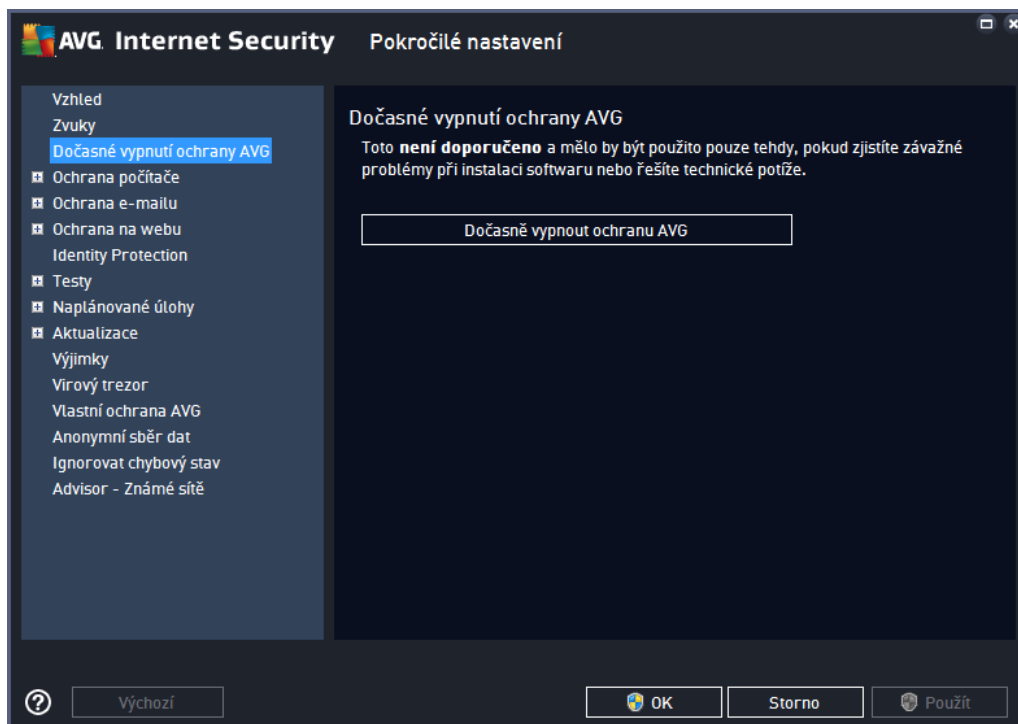 AVG. Internet Security Pokročilé nastavení
Vzhled
Zvuky
Dočasné vypnutí ochrany AVG
Ochrana počítače
Ochrana e-mailu
Ochrana na webu
Identity Protection
Testy
Naplánované úlohy
Aktualizace
Výjimky
Virový trezor
Vlastní ochrana AVG
Anonymní sběr dat
Ignorovat chybový stav
Advisor - Známé sítě
Dočasné vypnutí ochrany AVG
Toto není doporučeno a mělo by být použito pouze tehdy, pokud zjistíte závažné
problémy při instalaci softwaru nebo řešíte technické potíže.
Dočasně vypnout ochranu AVG
Výchozí
OK
Storno
Použít